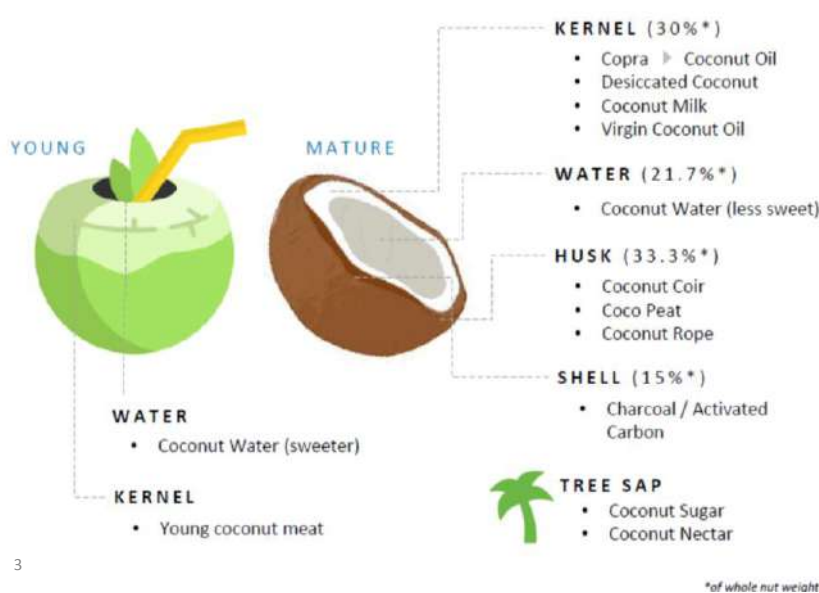 YOUNG
MATURE
KERNEL (30%*)
• Copra ▶ Coconut Oil
• Desiccated Coconut
• Coconut Milk
• Virgin Coconut Oil
WATER (21.7%*)
• Coconut Water (less sweet)
HUSK (33.3%*)
• Coconut Coir
• Coco Peat
• Coconut Rope
SHELL (15%*)
• Charcoal / Activated
Carbon
WATER
• Coconut Water (sweeter)
KERNEL
• Young coconut meat
TREE SAP
• Coconut Sugar
• Coconut Nectar
3
*of whole nut weight